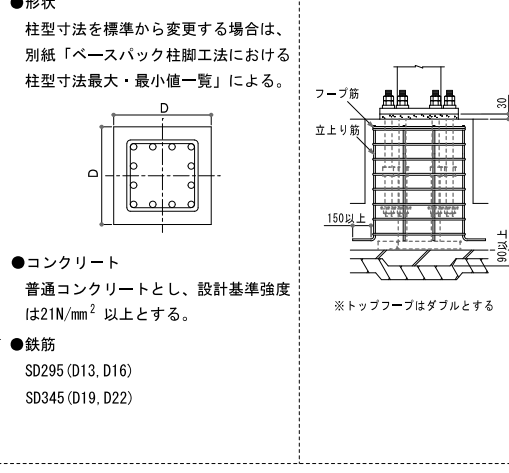 ●形状
柱型寸法を標準から変更する場合は、
別紙「ベースパック柱脚工法における
柱型寸法最大・最小値一覧」による。
D
D
●コンクリート
普通コンクリートとし、設計基準強度
は21N/mm² 以上とする。
●鉄筋
SD295(D13, D16)
SD345(D19, D22)
フープ筋
立上り筋
30
150以上
90以上
※トップフープはダブルとする